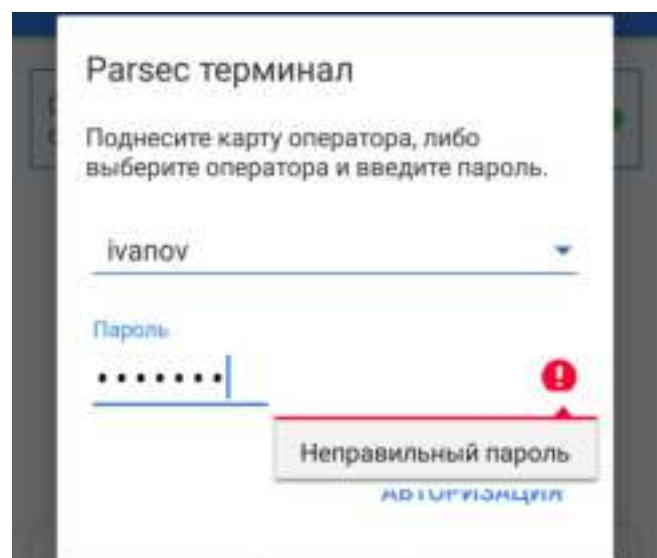 Parsec терминал
Поднесите карту оператора, либо
выберите оператора и введите пароль.
ivanov
Пароль
•••••••
Неправильный пароль
АВТОРИЗАЦИЯ